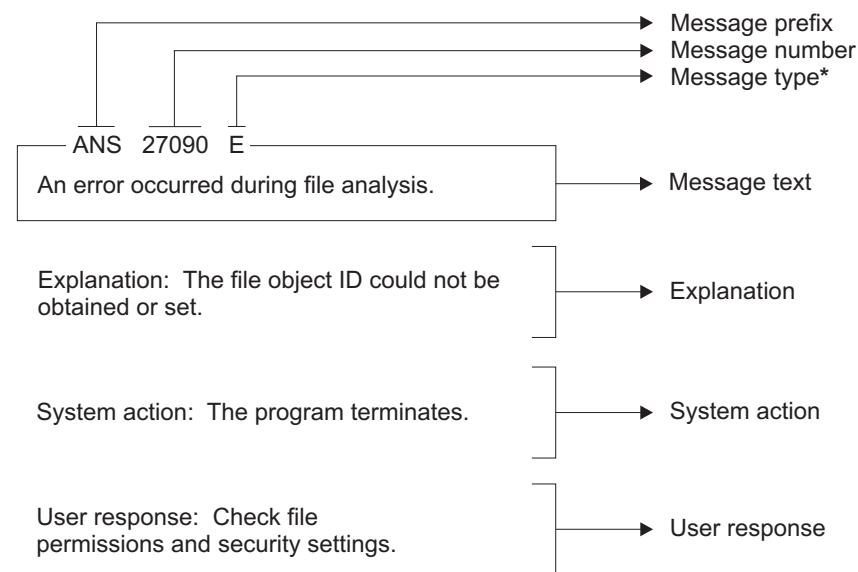 Message prefix
Message number
Message type*
ANS 27090 E
An error occurred during file analysis.
Message text
Explanation: The file object ID could not be
obtained or set.
Explanation
System action: The program terminates.
System action
User response: Check file
permissions and security settings.
User response